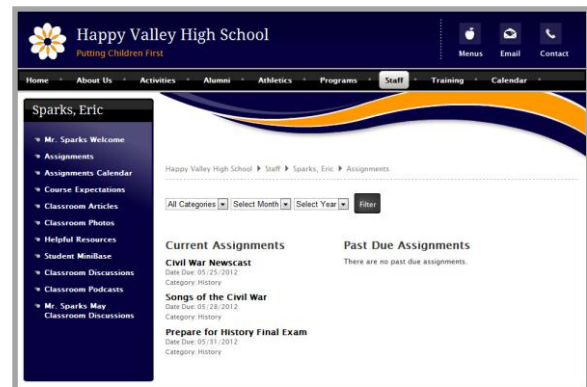 Happy Valley High School
Putting Children First
Menus Email Contact
Home About Us Activities Alumni Athletics Programs Staff Training Calendar
Sparks, Eric
Mr. Sparks Welcome
Assignments
Assignments Calendar
Course Expectations
Classroom Articles
Classroom Photos
Helpful Resources
Student MiniBase
Classroom Discussions
Classroom Podcasts
Mr. Sparks May
Classroom Discussions
Happy Valley High School Staff Sparks, Eric Assignments
All Categories Select Month Select Year Filter
Current Assignments
Civil War Newscast
Date Due: 05/25/2012
Category: History
Songs of the Civil War
Date Due: 05/28/2012
Category: History
Prepare for History Final Exam
Date Due: 05/31/2012
Category: History
Past Due Assignments
There are no past due assignments.